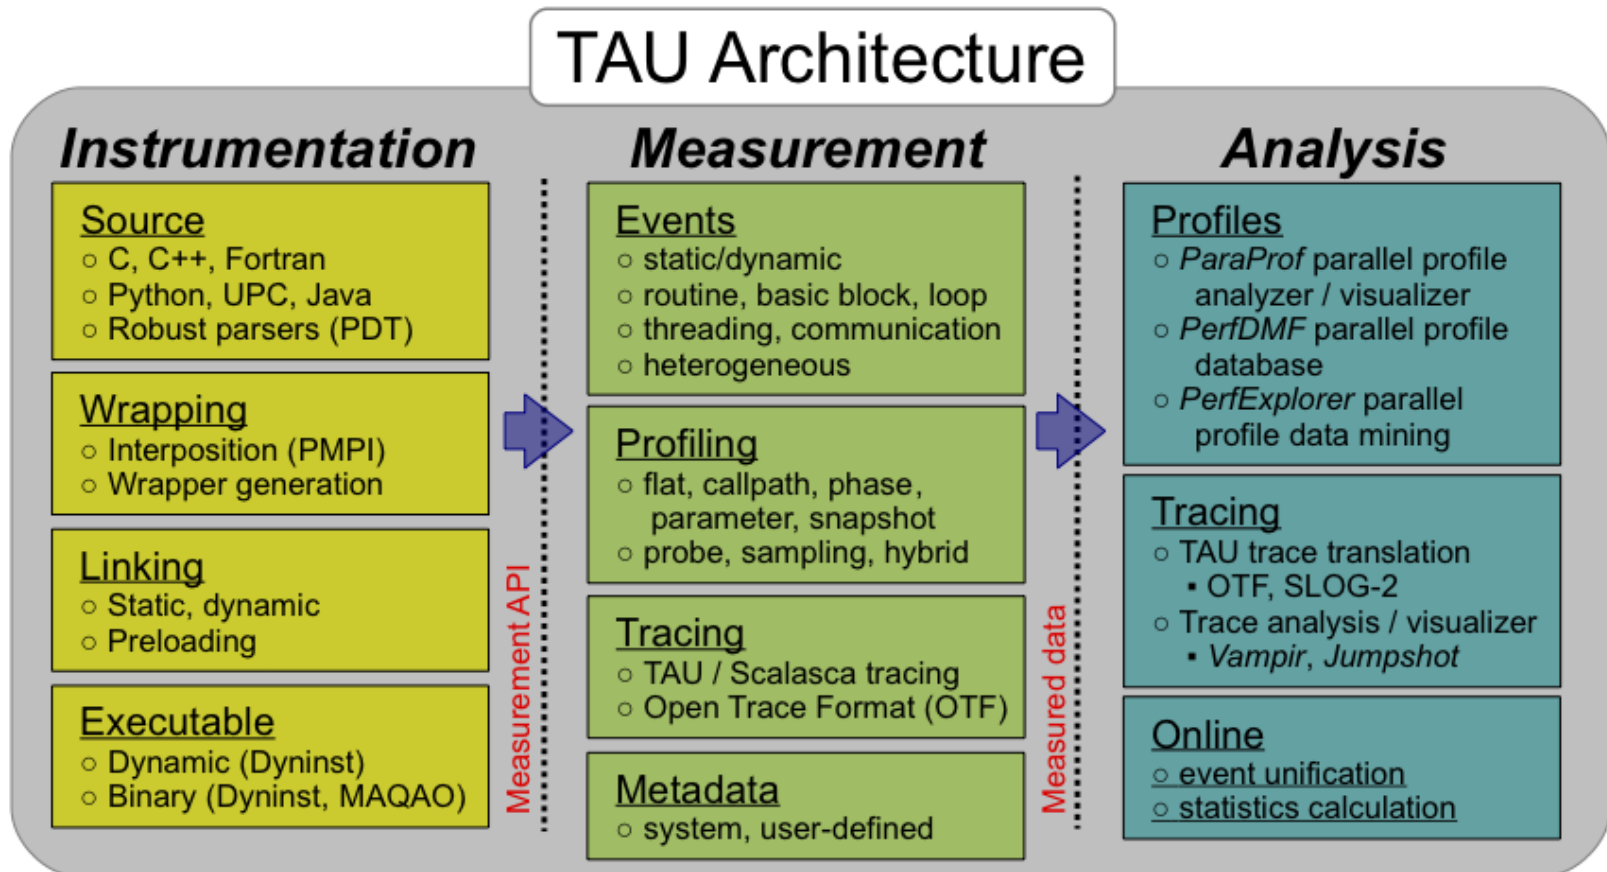 TAU Architecture
Instrumentation
Source
○ C, C++, Fortran
○ Python, UPC, Java
○ Robust parsers (PDT)
Wrapping
○ Interposition (PMPI)
○ Wrapper generation
Linking
○ Static, dynamic
○ Preloading
Executable
○ Dynamic (Dyninst)
○ Binary (Dyninst, MAQAO)
Measurement API
Measurement
Events
○ static/dynamic
○ routine, basic block, loop
○ threading, communication
○ heterogeneous
Profiling
○ flat, callpath, phase,
parameter, snapshot
○ probe, sampling, hybrid
Tracing
○ TAU / Scalasca tracing
○ Open Trace Format (OTF)
Metadata
○ system, user-defined
Measured data
Analysis
Profiles
○ ParaProf parallel profile
analyzer / visualizer
○ PerfDMF parallel profile
database
○ PerfExplorer parallel
profile data mining
Tracing
○ TAU trace translation
▪ OTF, SLOG-2
○ Trace analysis / visualizer
▪ Vampir, Jumpshot
Online
○ event unification
○ statistics calculation